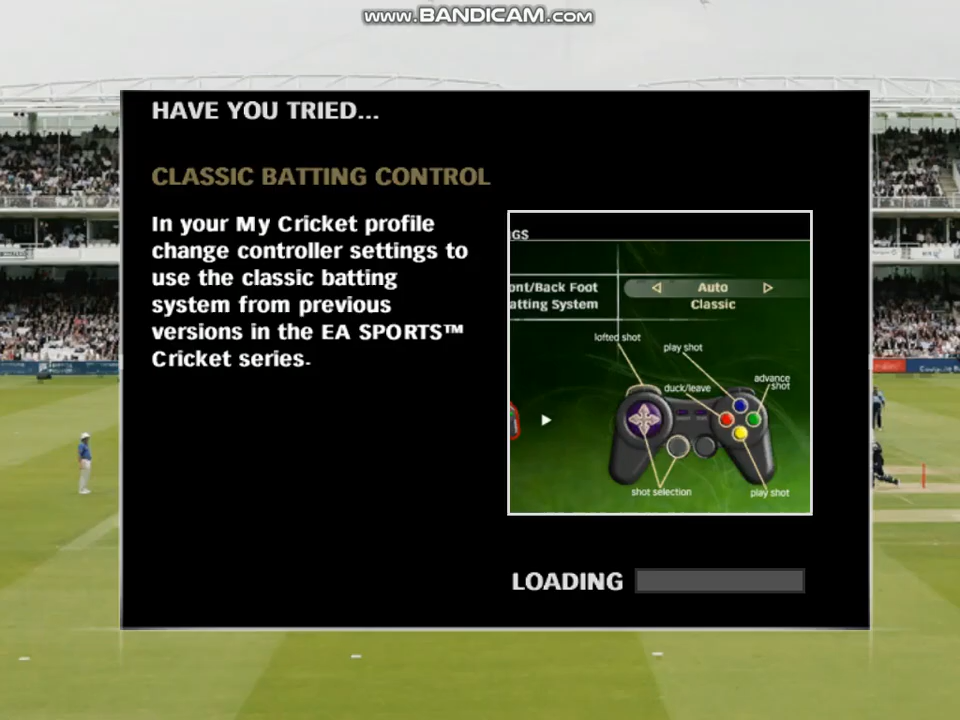 www.BANDICAM.com
HAVE YOU TRIED...
CLASSIC BATTING CONTROL
In your My Cricket profile
change controller settings to
use the classic batting
system from previous
versions in the EA SPORTS™
Cricket series.
GS
ont/Back Foot
Auto
atting System
Classic
lofted shot
play shot
advance
shot
duck/leave
shot selection
play shot
LOADING